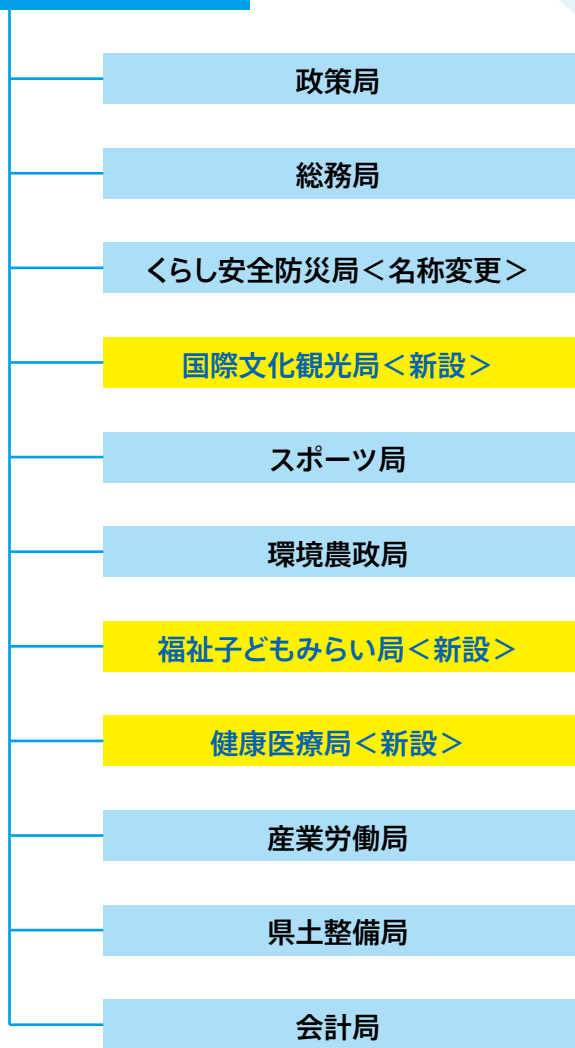 政策局
総務局
くらし安全防災局＜名称変更＞
国際文化観光局＜新設＞
スポーツ局
環境農政局
福祉子どもみらい局＜新設＞
健康医療局＜新設＞
産業労働局
県土整備局
会計局